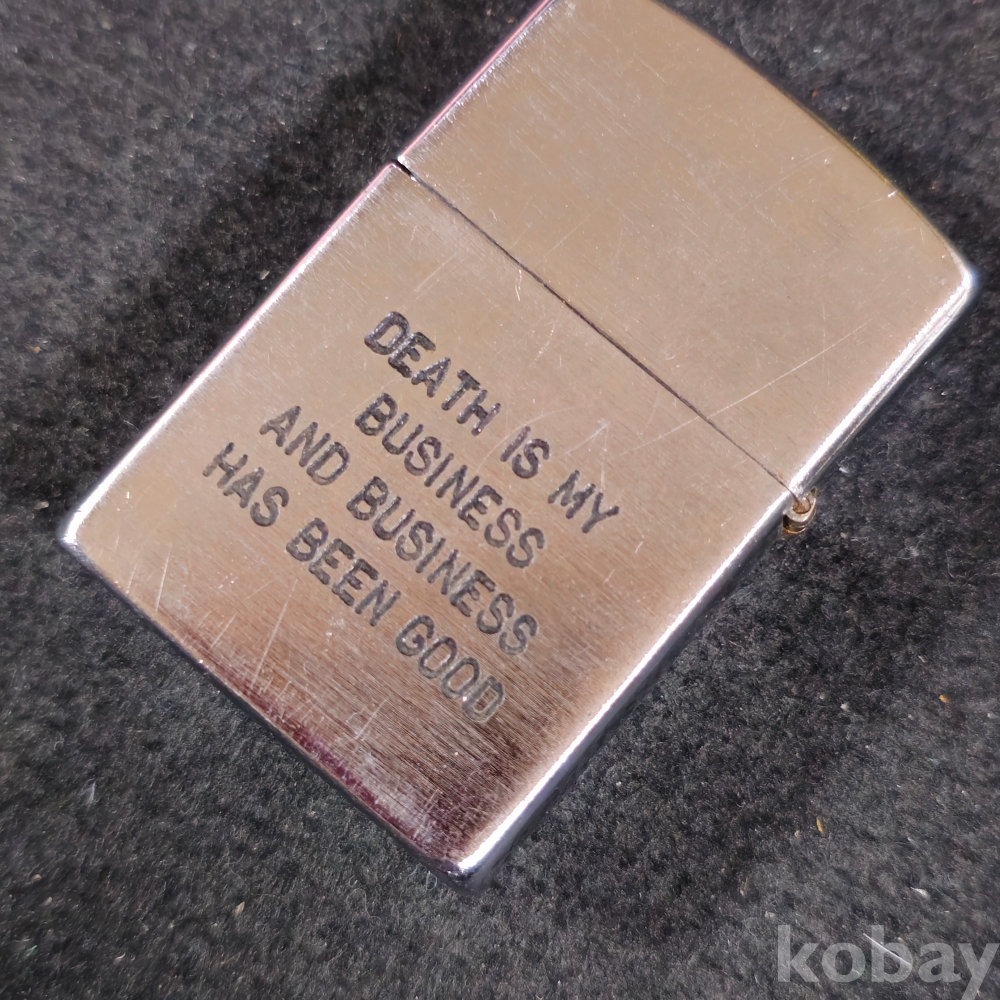 DEATH IS MY
BUSINESS
AND BUSINESS
HAS BEEN GOOD
kobay